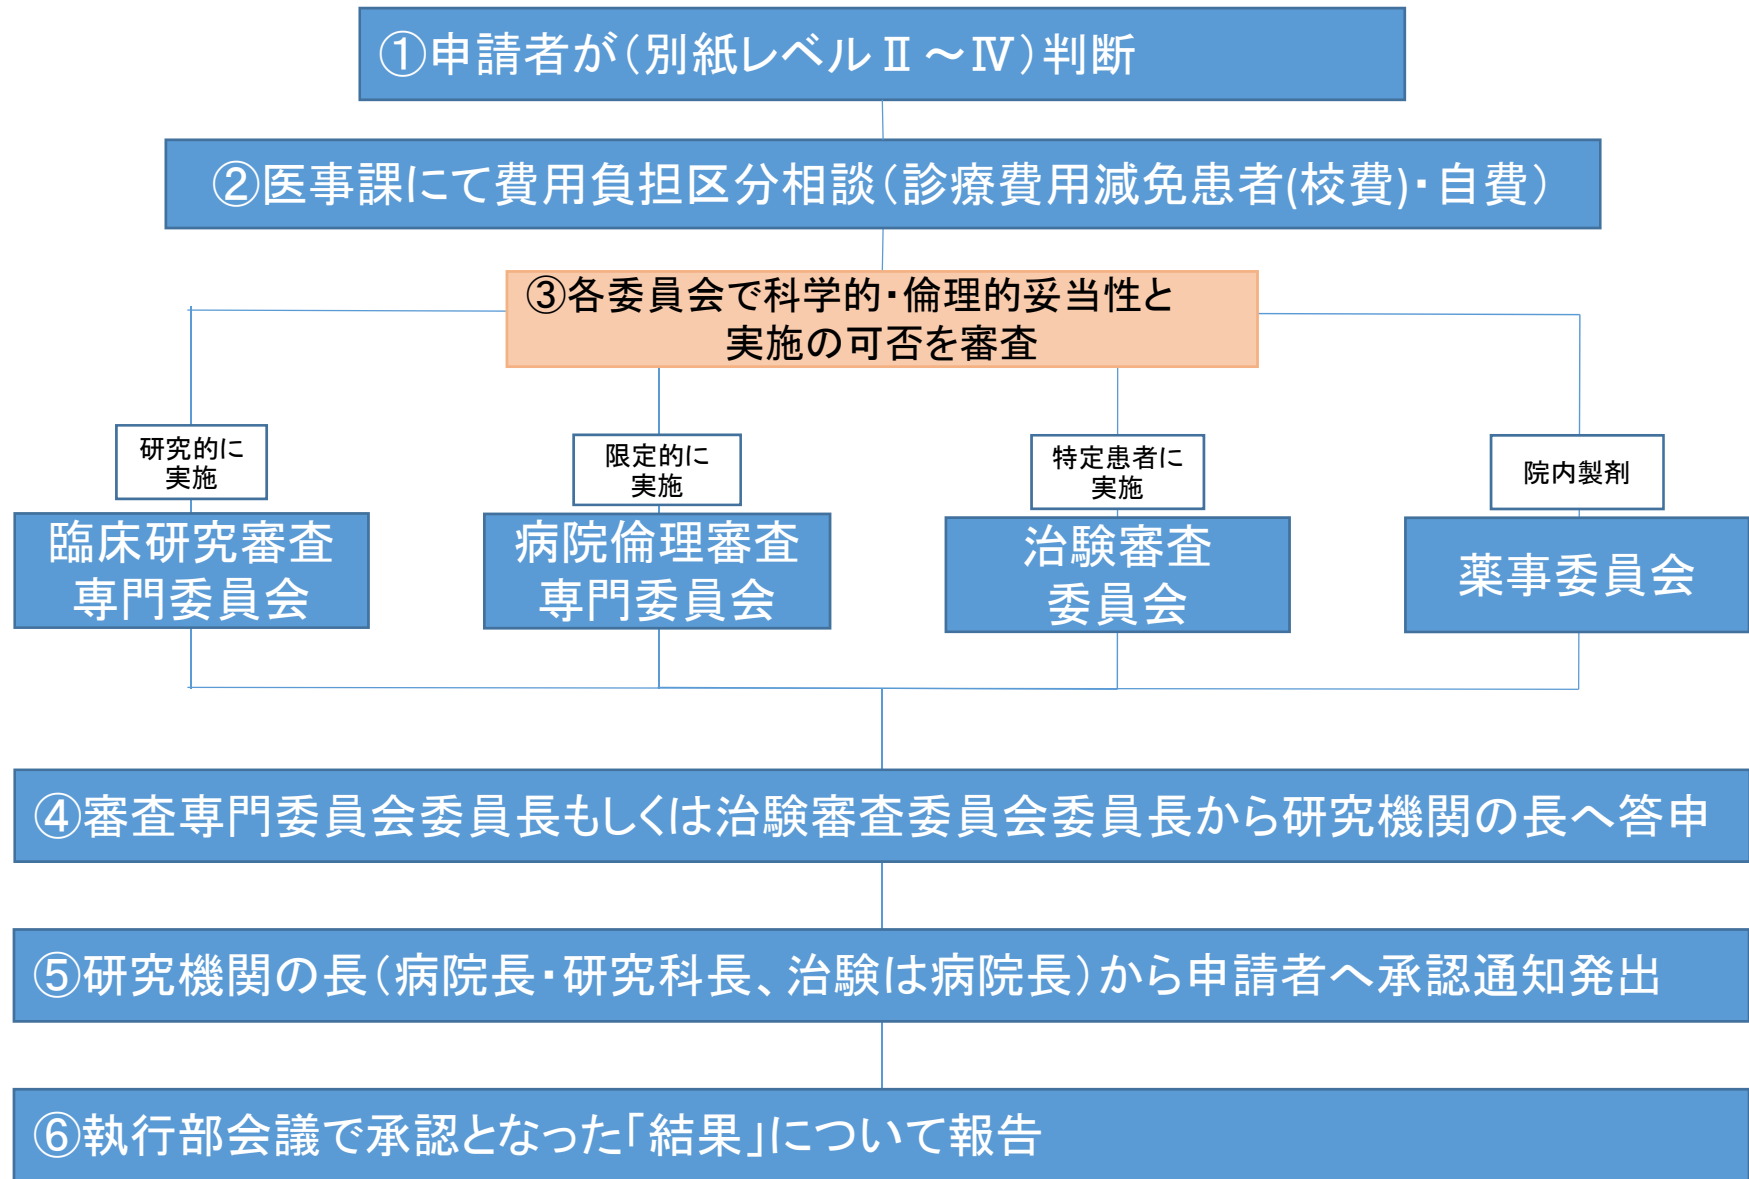 ①申請者が（別紙レベルⅡ～Ⅳ）判断
②医事課にて費用負担区分相談（診療費用減免患者(校費)・自費）
③各委員会で科学的・倫理的妥当性と
実施の可否を審査
研究的に
実施
限定的に
実施
特定患者に
実施
院内製剤
臨床研究審査
専門委員会
病院倫理審査
専門委員会
治験審査
委員会
薬事委員会
④審査専門委員会委員長もしくは治験審査委員会委員長から研究機関の長へ答申
⑤研究機関の長（病院長・研究科長、治験は病院長）から申請者へ承認通知発出
⑥執行部会議で承認となった「結果」について報告